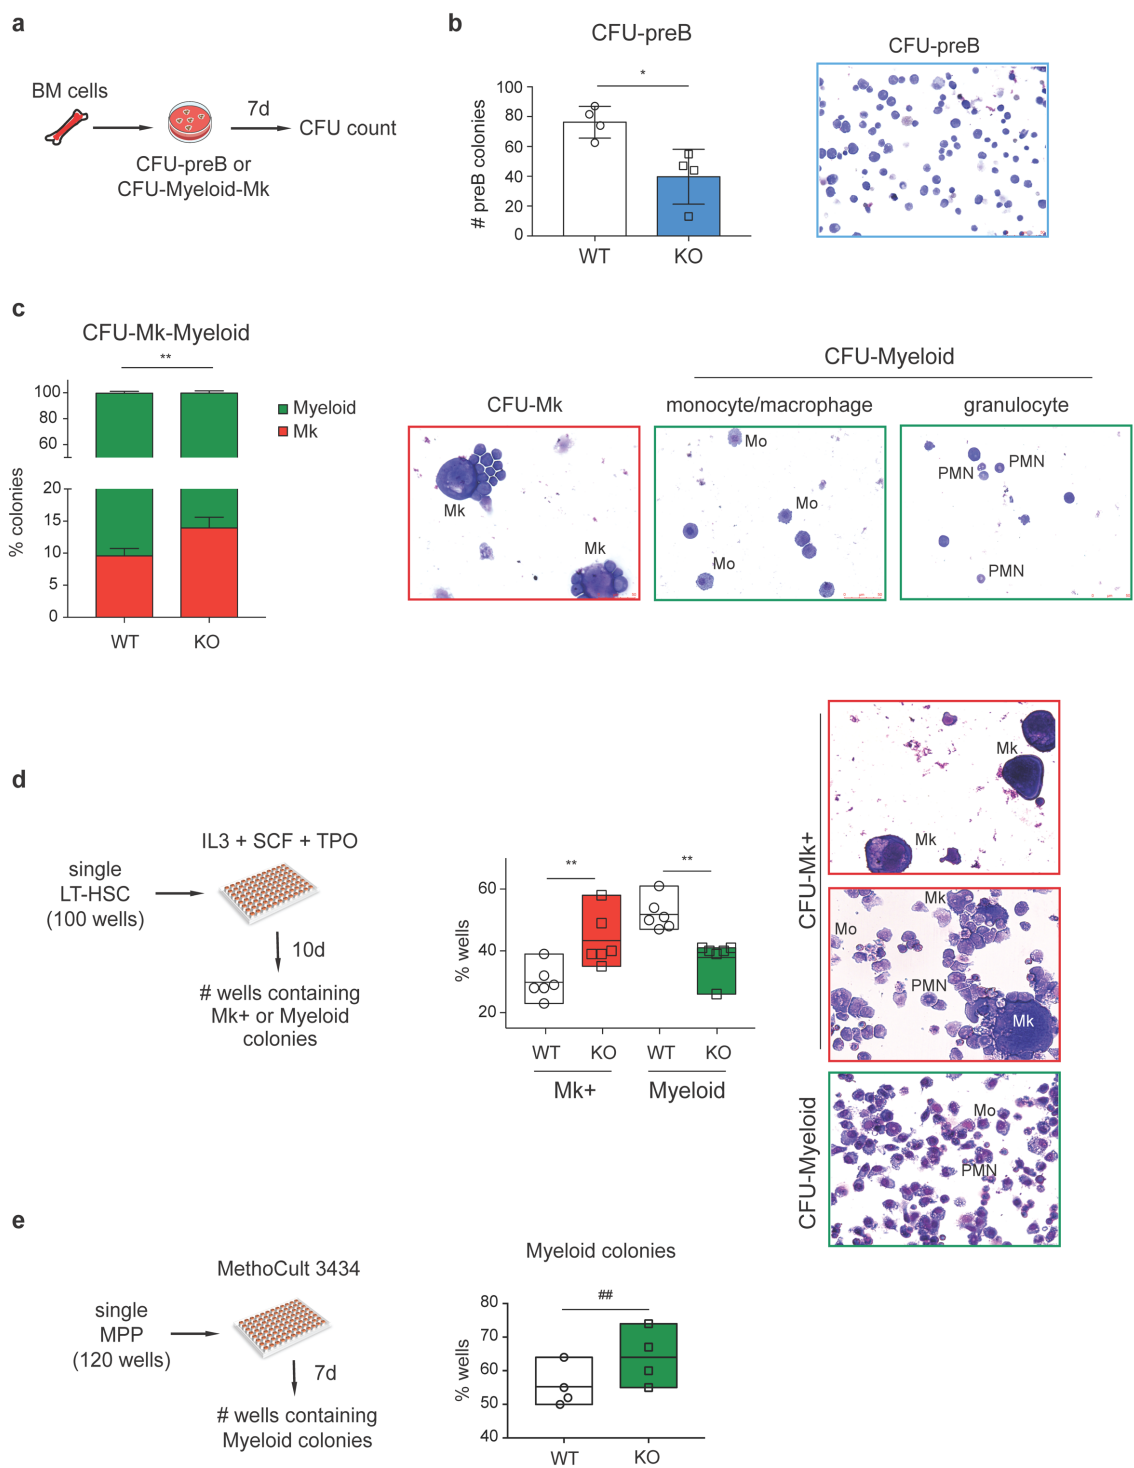 a
BM cells
7d
CFU count
CFU-preB or
CFU-Myeloid-Mk
b
CFU-preB
*
100
80
60
40
20
0
# preB colonies
WT
KO
CFU-preB
c
CFU-Mk-Myeloid
**
100
80
60
20
15
10
5
0
% colonies
WT
KO
Myeloid
Mk
CFU-Myeloid
CFU-Mk
monocyte/macrophage
granulocyte
Mk
Mk
Mo
Mo
Mo
PMN
PMN
PMN
d
IL3 + SCF + TPO
single
LT-HSC
(100 wells)
10d
# wells containing
Mk+ or Myeloid
colonies
**
**
60
40
20
% wells
WT
KO
WT
KO
Mk+
Myeloid
CFU-Mk+
Mk
Mk
Mk
Mo
PMN
Mk
CFU-Myeloid
Mo
PMN
e
MethoCult 3434
single
MPP
(120 wells)
7d
# wells containing
Myeloid colonies
Myeloid colonies
##
80
70
60
50
40
% wells
WT
KO